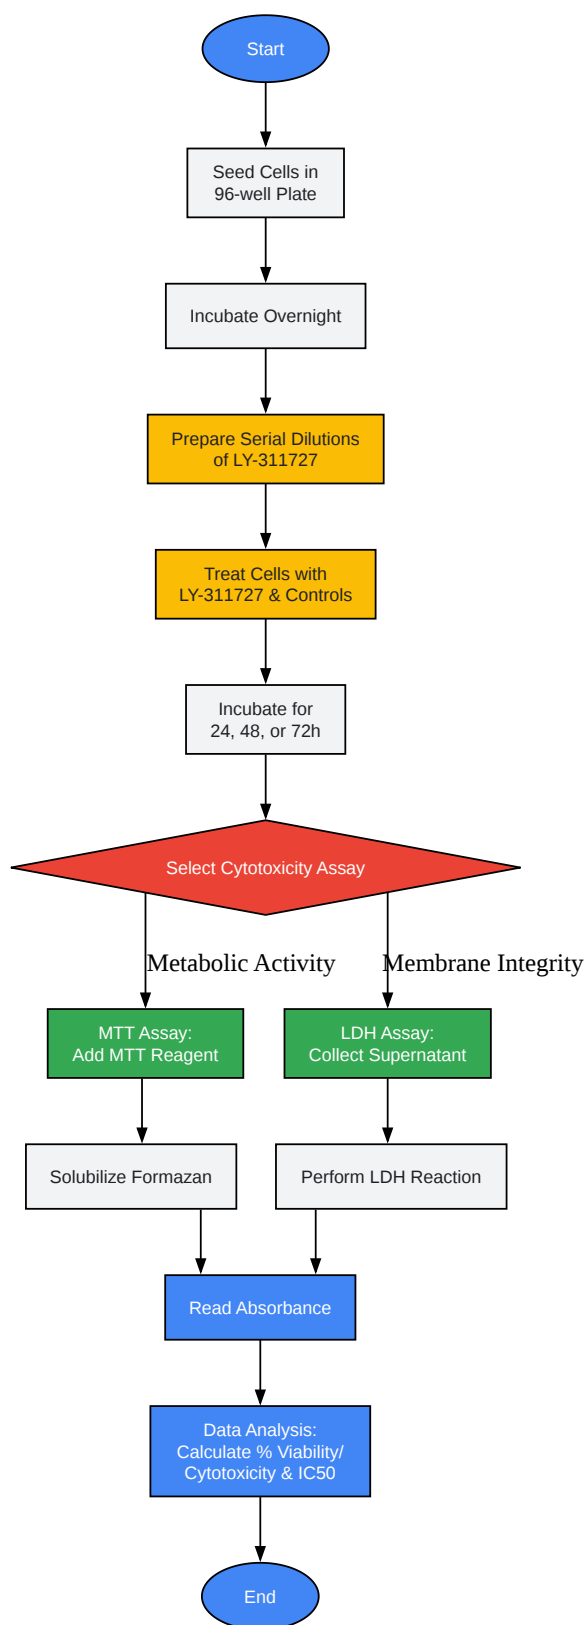 Start
Seed Cells in
96-well Plate
Incubate Overnight
Prepare Serial Dilutions
of LY-311727
Treat Cells with
LY-311727 & Controls
Incubate for
24, 48, or 72h
Select Cytotoxicity Assay
Metabolic Activity
Membrane Integrity
MTT Assay:
Add MTT Reagent
LDH Assay:
Collect Supernatant
Solubilize Formazan
Perform LDH Reaction
Read Absorbance
Data Analysis:
Calculate % Viability/
Cytotoxicity & IC50
End